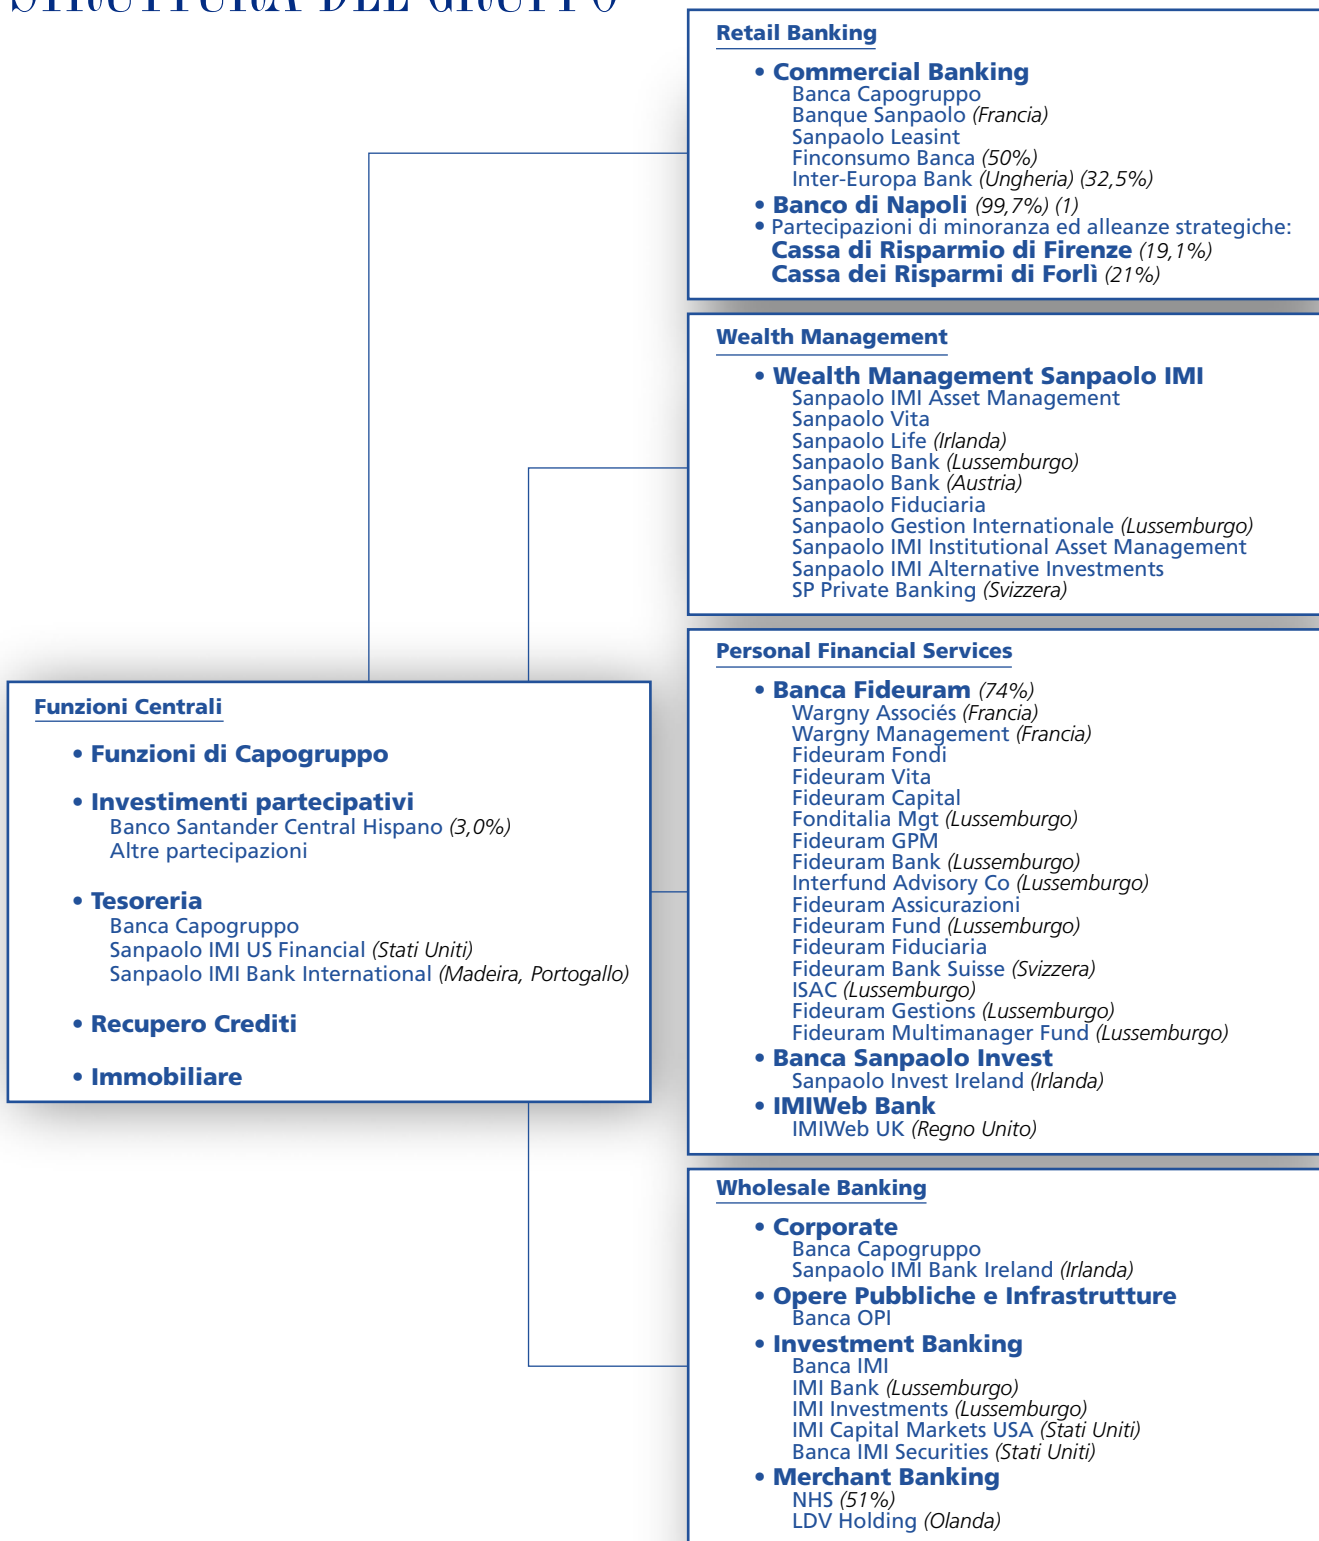 STRUTTURA DEL GRUPPO
Retail Banking
• Commercial Banking
Banca Capogruppo
Banque Sanpaolo (Francia)
Sanpaolo Leasint
Finconsumo Banca (50%)
Inter-Europa Bank (Ungheria) (32,5%)
• Banco di Napoli (99,7%) (1)
• Partecipazioni di minoranza ed alleanze strategiche:
Cassa di Risparmio di Firenze (19,1%)
Cassa dei Risparmi di Forlì (21%)
Wealth Management
• Wealth Management Sanpaolo IMI
Sanpaolo IMI Asset Management
Sanpaolo Vita
Sanpaolo Life (Irlanda)
Sanpaolo Bank (Lussemburgo)
Sanpaolo Bank (Austria)
Sanpaolo Fiduciaria
Sanpaolo Gestion Internationale (Lussemburgo)
Sanpaolo IMI Institutional Asset Management
Sanpaolo IMI Alternative Investments
SP Private Banking (Svizzera)
Funzioni Centrali
• Funzioni di Capogruppo
• Investimenti partecipativi
Banco Santander Central Hispano (3,0%)
Altre partecipazioni
• Tesoreria
Banca Capogruppo
Sanpaolo IMI US Financial (Stati Uniti)
Sanpaolo IMI Bank International (Madeira, Portogallo)
• Recupero Crediti
• Immobiliare
Personal Financial Services
• Banca Fideuram (74%)
Wargny Associés (Francia)
Wargny Management (Francia)
Fideuram Fondi
Fideuram Vita
Fideuram Capital
Fonditalia Mgt (Lussemburgo)
Fideuram GPM
Fideuram Bank (Lussemburgo)
Interfund Advisory Co (Lussemburgo)
Fideuram Assicurazioni
Fideuram Fund (Lussemburgo)
Fideuram Fiduciaria
Fideuram Bank Suisse (Svizzera)
ISAC (Lussemburgo)
Fideuram Gestions (Lussemburgo)
Fideuram Multimanager Fund (Lussemburgo)
• Banca Sanpaolo Invest
Sanpaolo Invest Ireland (Irlanda)
• IMIWeb Bank
IMIWeb UK (Regno Unito)
Wholesale Banking
• Corporate
Banca Capogruppo
Sanpaolo IMI Bank Ireland (Irlanda)
• Opere Pubbliche e Infrastrutture
Banca OPI
• Investment Banking
Banca IMI
IMI Bank (Lussemburgo)
IMI Investments (Lussemburgo)
IMI Capital Markets USA (Stati Uniti)
Banca IMI Securities (Stati Uniti)
• Merchant Banking
NHS (51%)
LDV Holding (Olanda)